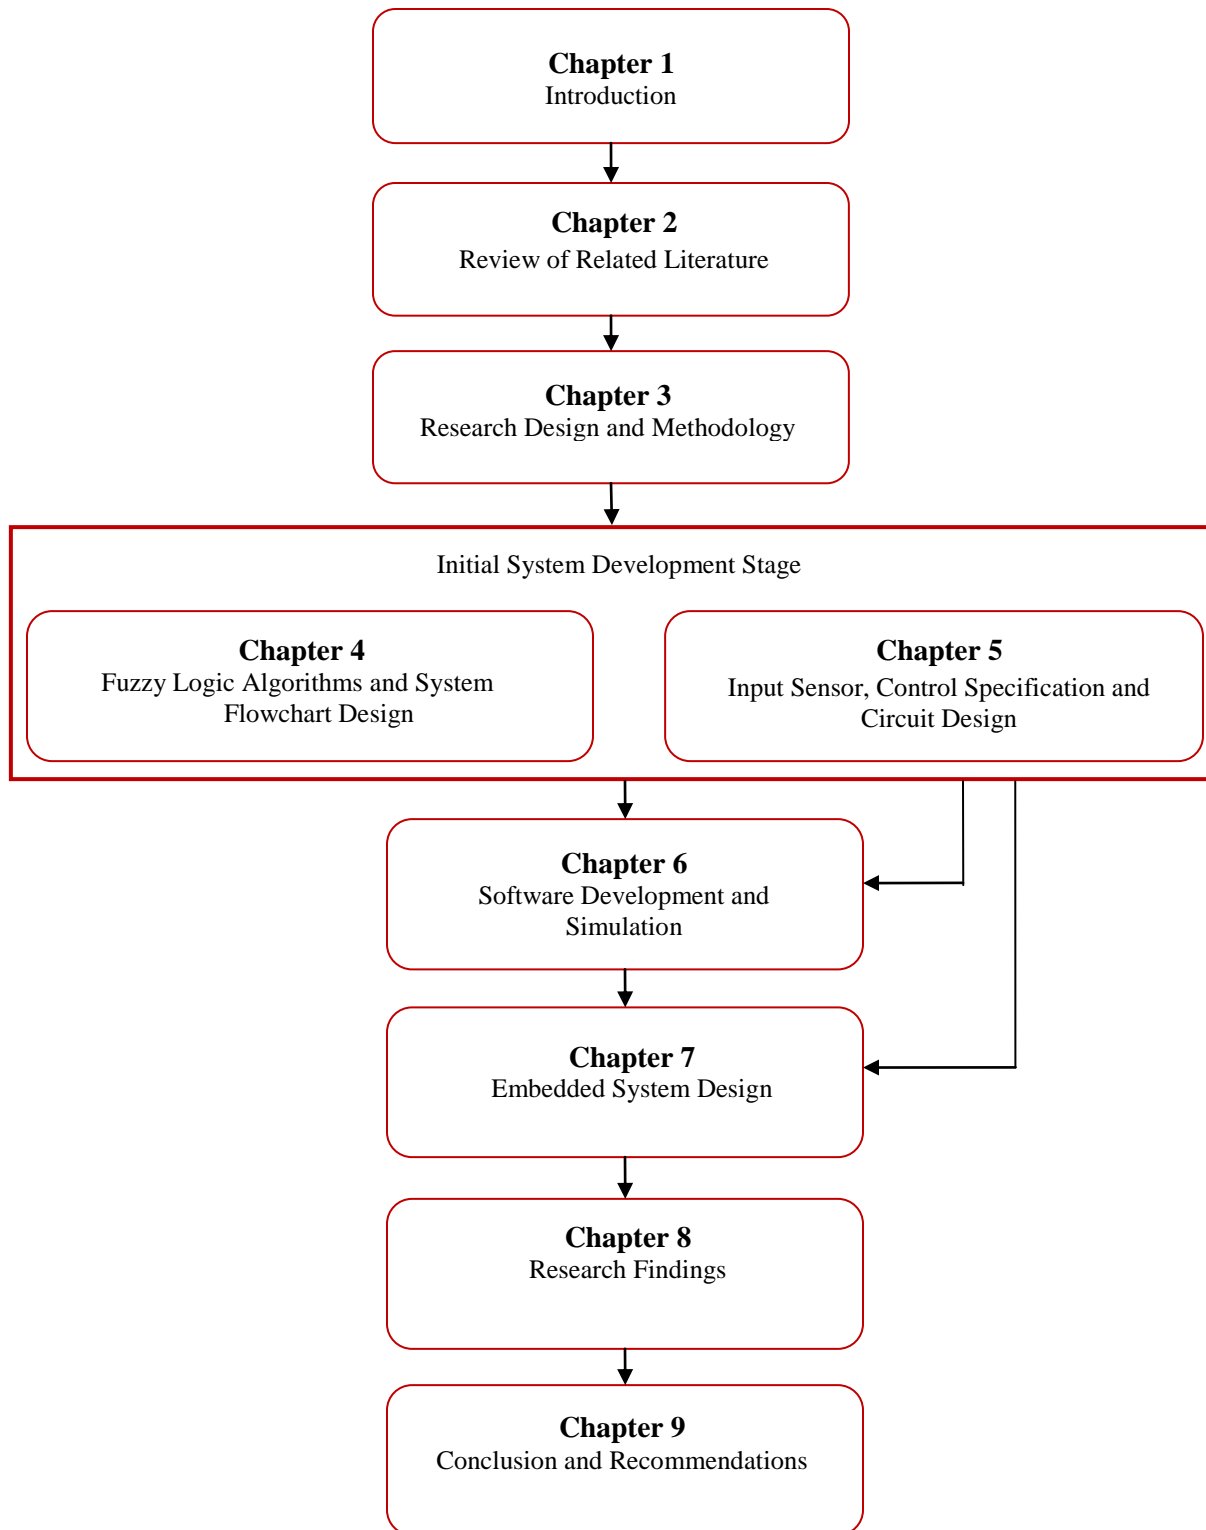 Chapter 1
Introduction
Chapter 2
Review of Related Literature
Chapter 3
Research Design and Methodology
Initial System Development Stage
Chapter 4
Fuzzy Logic Algorithms and System
Flowchart Design
Chapter 5
Input Sensor, Control Specification and
Circuit Design
Chapter 6
Software Development and
Simulation
Chapter 7
Embedded System Design
Chapter 8
Research Findings
Chapter 9
Conclusion and Recommendations